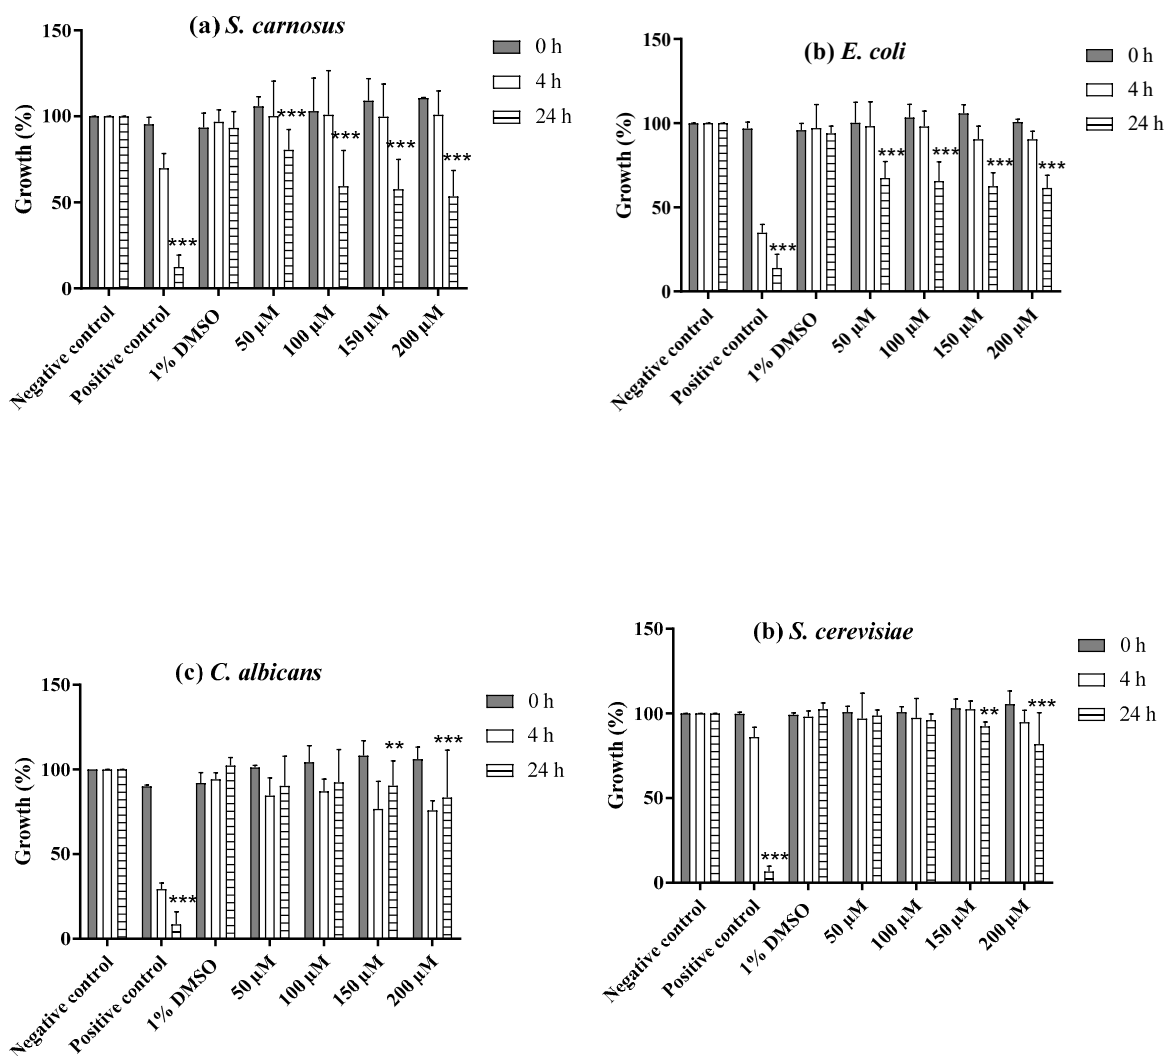 (a) S. carnosus
150
100
50
0
Growth (%)
0 h
4 h
24 h
***
***
***
***
***
Negative control
Positive control
1% DMSO
50 µM
100 µM
150 µM
200 µM
(b) E. coli
150
100
50
0
Growth (%)
0 h
4 h
24 h
***
***
***
***
***
Negative control
Positive control
1% DMSO
50 µM
100 µM
150 µM
200 µM
(c) C. albicans
150
100
50
0
Growth (%)
0 h
4 h
24 h
***
**
***
Negative control
Positive control
1% DMSO
50 µM
100 µM
150 µM
200 µM
(b) S. cerevisiae
150
100
50
0
Growth (%)
0 h
4 h
24 h
***
**
***
Negative control
Positive control
1% DMSO
50 µM
100 µM
150 µM
200 µM